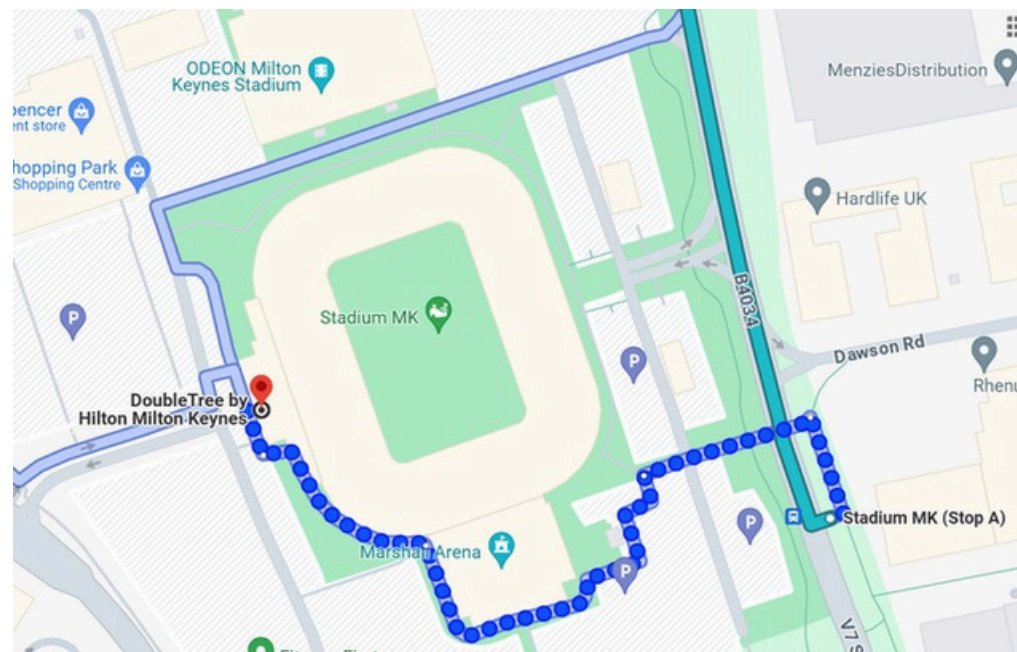 ODEON Milton
Keynes Stadium
MenziesDistribution
pencer
ent store
hopping Park
Shopping Centre
Hardlife UK
P
Stadium MK
B4034
Dawson Rd
P
Rhenu
DoubleTree by
Hilton Milton Keynes
P
Stadium MK (Stop A)
Marshall Arena
P
V7 S